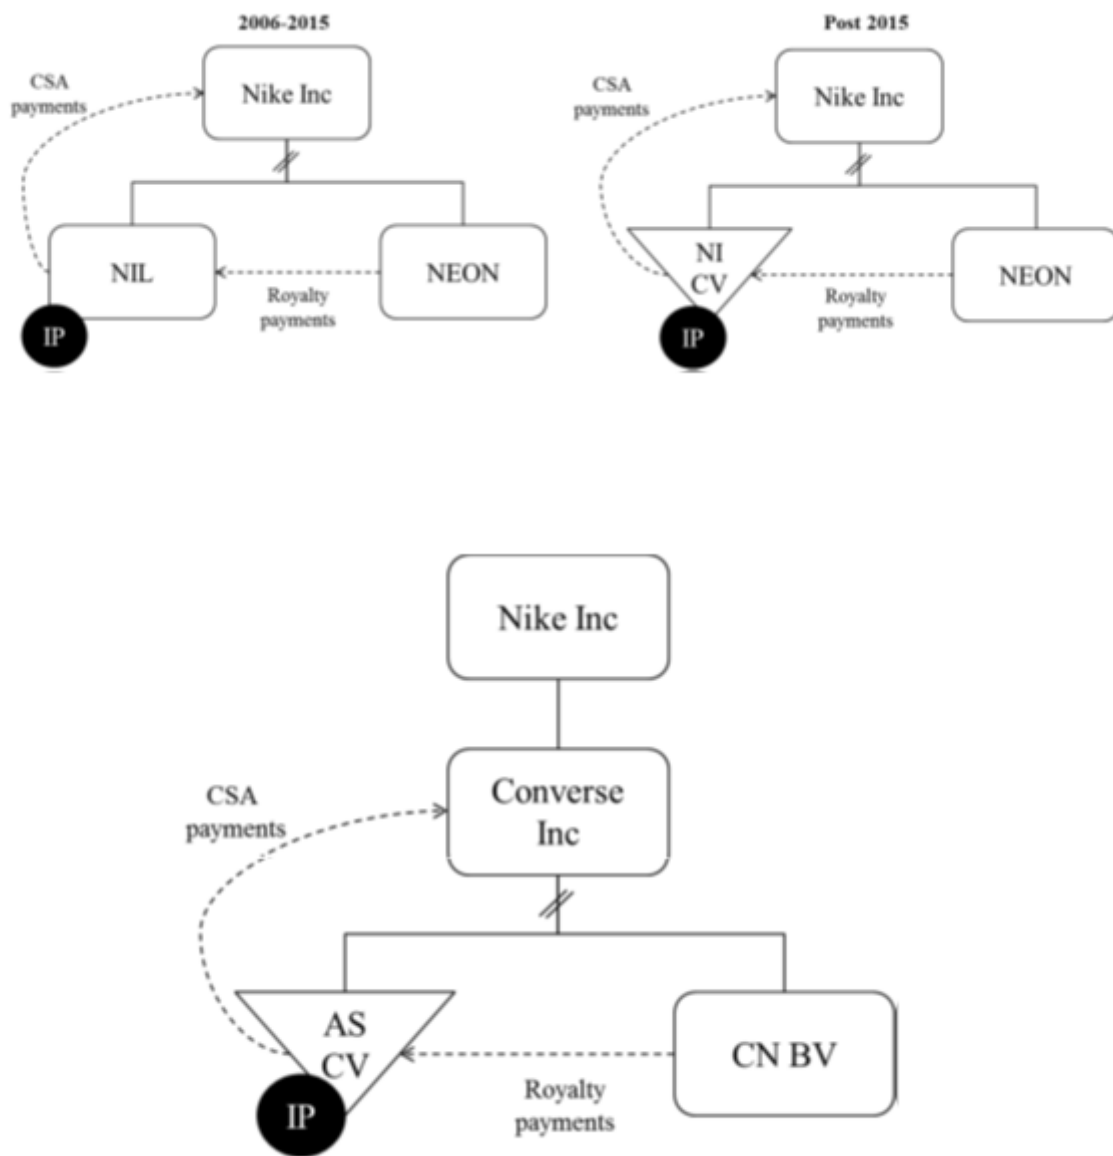 2006-2015
CSA
payments
Nike Inc
NIL
NEON
Royalty
payments
IP
Post 2015
CSA
payments
Nike Inc
NI
CV
NEON
Royalty
payments
IP
Nike Inc
Converse
Inc
CSA
payments
AS
CV
CN BV
Royalty
payments
IP